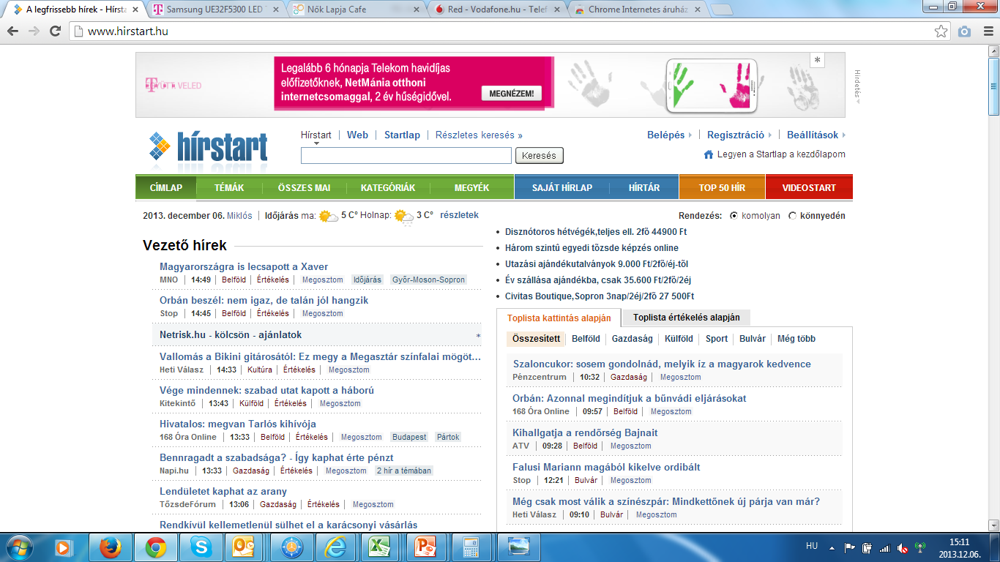 A legfrissebb hírek - Hírsta
Samsung UE32F5300 LED
Nők Lapja Cafe
Red - Vodafone.hu - Telef
Chrome Internetes áruház
www.hirstart.hu
Legalább 6 hónapja Telekom havidíjas
előfizetőknek, NetMánia otthoni
internetcsomaggal, 2 év hűségidővel.
MEGNÉZEM!
VELED
Hirdetés
hírstart
Hírstart | Web | Startlap | Részletes keresés »
Keresés
Belépés | Regisztráció | Beállítások
Legyen a Startlap a kezdőlapom
CÍMLAP TÉMÁK ÖSSZES MAI KATEGÓRIÁK MEGYÉK SAJÁT HÍRLAP HÍRTÁR TOP 50 HÍR VIDEOSTART
2013. december 06. Miklós | Időjárás ma: 5 C° Holnap: 3 C° részletek
Rendezés: komolyan könnyedén
Vezető hírek
Magyarországra is lecsapott a Xaver
MNO | 14:49 | Belföld | Értékelés | Megosztom Időjárás Győr-Moson-Sopron
Orbán beszél: nem igaz, de talán jól hangzik
Stop | 14:45 | Belföld | Értékelés | Megosztom
Netrisk.hu - kölcsön - ajánlatok *
Vallomás a Bikini gitárosától: Ez megy a Megasztár színfalai mögöt...
Heti Válasz | 14:33 | Kultúra | Értékelés | Megosztom
Vége mindennek: szabad utat kapott a háború
Kitekintő | 13:43 | Külföld | Értékelés | Megosztom
Hivatalos: megvan Tarlós kihívója
168 Óra Online | 13:33 | Belföld | Értékelés | Megosztom Budapest Pártok
Bennragadt a szabadsága? - Így kaphat érte pénzt
Napi.hu | 13:33 | Gazdaság | Értékelés | Megosztom 2 hír a témában
Lendületet kaphat az arany
TőzsdeFórum | 13:06 | Gazdaság | Értékelés | Megosztom
Rendkívül kellemetlenül sülhet el a karácsonyi vásárlás
• Disznótoros hétvégék,teljes ell. 2fõ 44900 Ft
• Három szintû egyedi tõzsde képzés online
• Utazási ajándékutalványok 9.000 Ft/2fõ/éj-tõl
• Év szállása ajándékba, csak 35.600 Ft/2fõ/2éj
• Civitas Boutique,Sopron 3nap/2éj/2fõ 27 500Ft
Toplista kattintás alapján Toplista értékelés alapján
Összesített | Belföld | Gazdaság | Külföld | Sport | Bulvár | Még több
Szaloncukor: sosem gondolnád, melyik íz a magyarok kedvence
Pénzcentrum | 10:32 | Gazdaság | Megosztom
Orbán: Azonnal megindítjuk a bűnvádi eljárásokat
168 Óra Online | 09:57 | Belföld | Megosztom
Kihallgatja a rendőrség Bajnait
ATV | 09:28 | Belföld | Megosztom
Falusi Mariann magából kikelve ordibált
Stop | 12:21 | Bulvár | Megosztom
Még csak most válik a színészpár: Mindkettőnek új párja van már?
Heti Válasz | 09:10 | Bulvár | Megosztom
HU
15:11
2013.12.06.